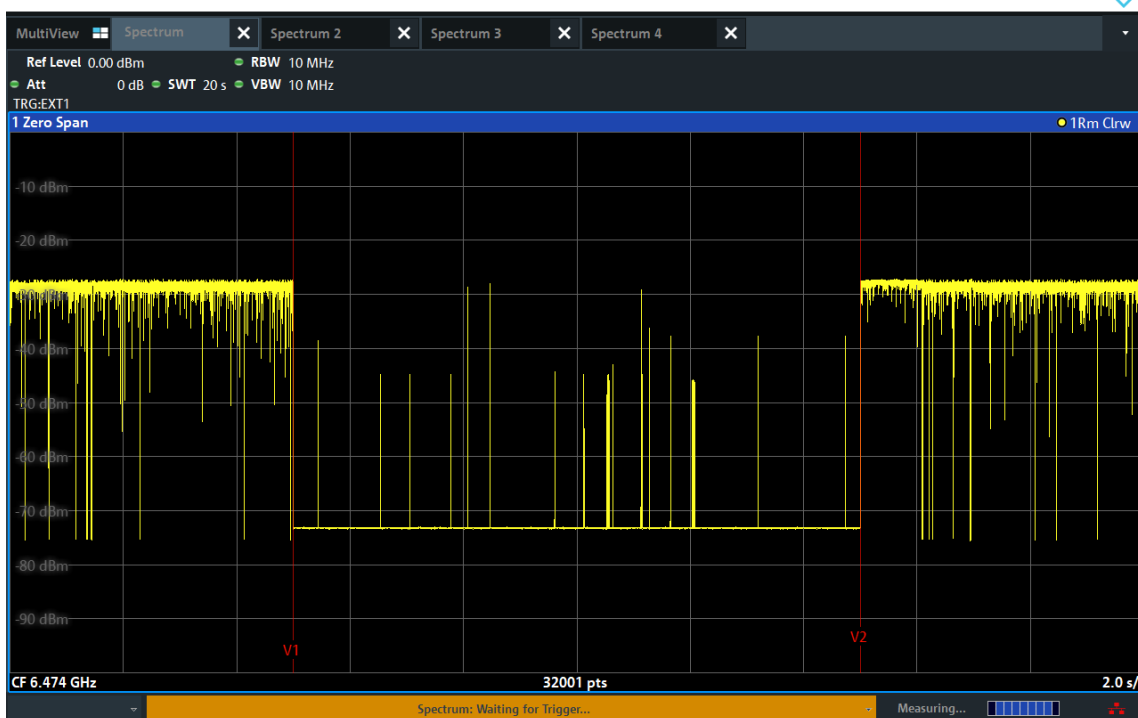 MultiView Spectrum Spectrum 2 Spectrum 3 Spectrum 4
Ref Level 0.00 dBm RBW 10 MHz
Att 0 dB SWT 20 s VBW 10 MHz
TRG:EXT1
1 Zero Span 1Rm Clrw
-10 dBm
-20 dBm
-30 dBm
-40 dBm
-50 dBm
-60 dBm
-70 dBm
-80 dBm
-90 dBm
V1
V2
CF 6.474 GHz 32001 pts 2.0 s/
Spectrum: Waiting for Trigger... Measuring...